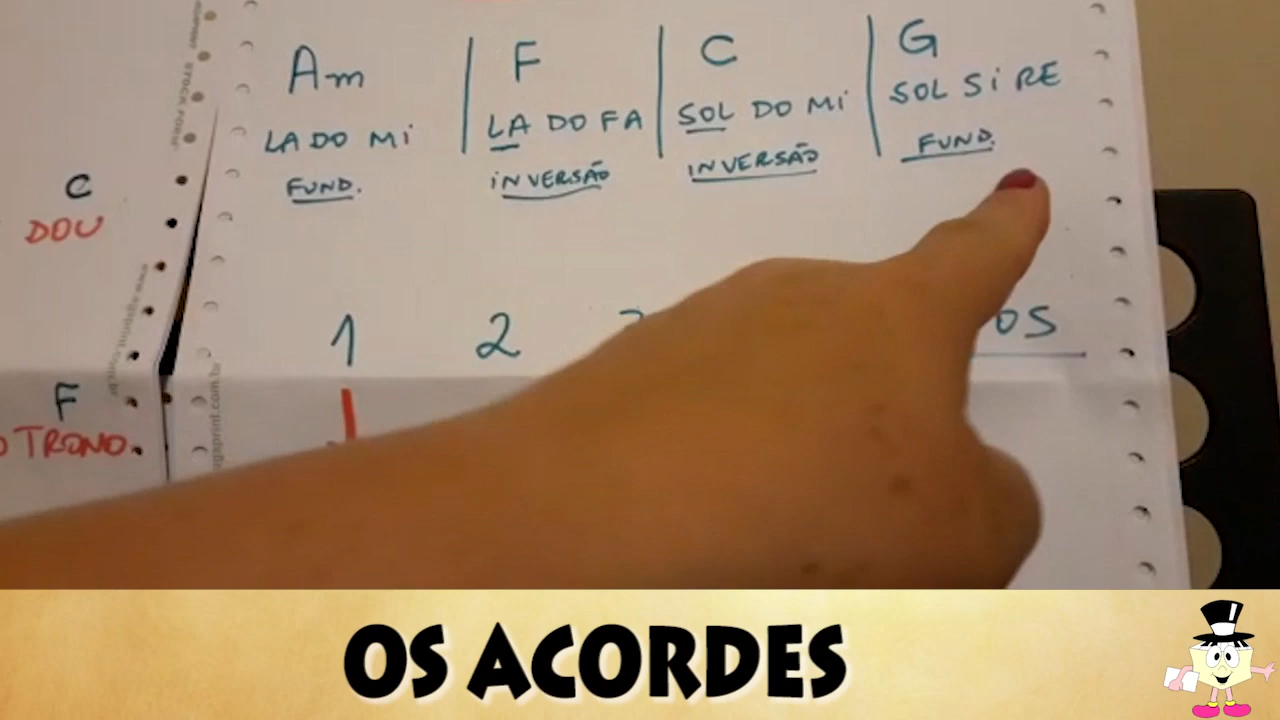 Am | F | C | G
LA DO Mi | LA DO FA | SOL DO Mi | SOL Si RE
FUND. | iNVERSÃO | iNVERSÃO | FUND.
C
DOU
1 2
OS
F
TRONO.
OS ACORDES